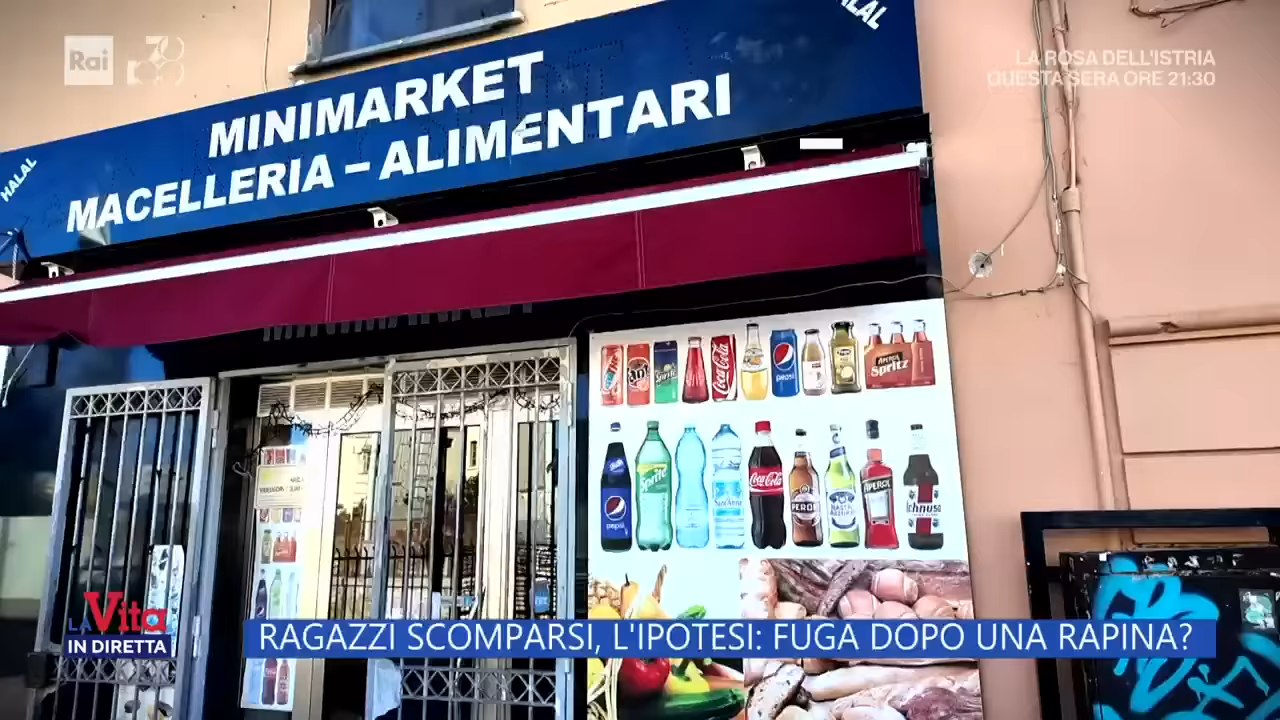 Rai
LA ROSA DELL'ISTRIA
QUESTA SERA ORE 21:30
HALAL
HALAL
MINIMARKET
MACELLERIA – ALIMENTARI
Sprite
Coca-Cola
pepsi
APEROL
Spritz
pepsi
Sprite
Coca-Cola
PERONI
NASTRO AZZURRO
APEROL
Ichnusa
LA Vita
IN DIRETTA
RAGAZZI SCOMPARSI, L'IPOTESI: FUGA DOPO UNA RAPINA?